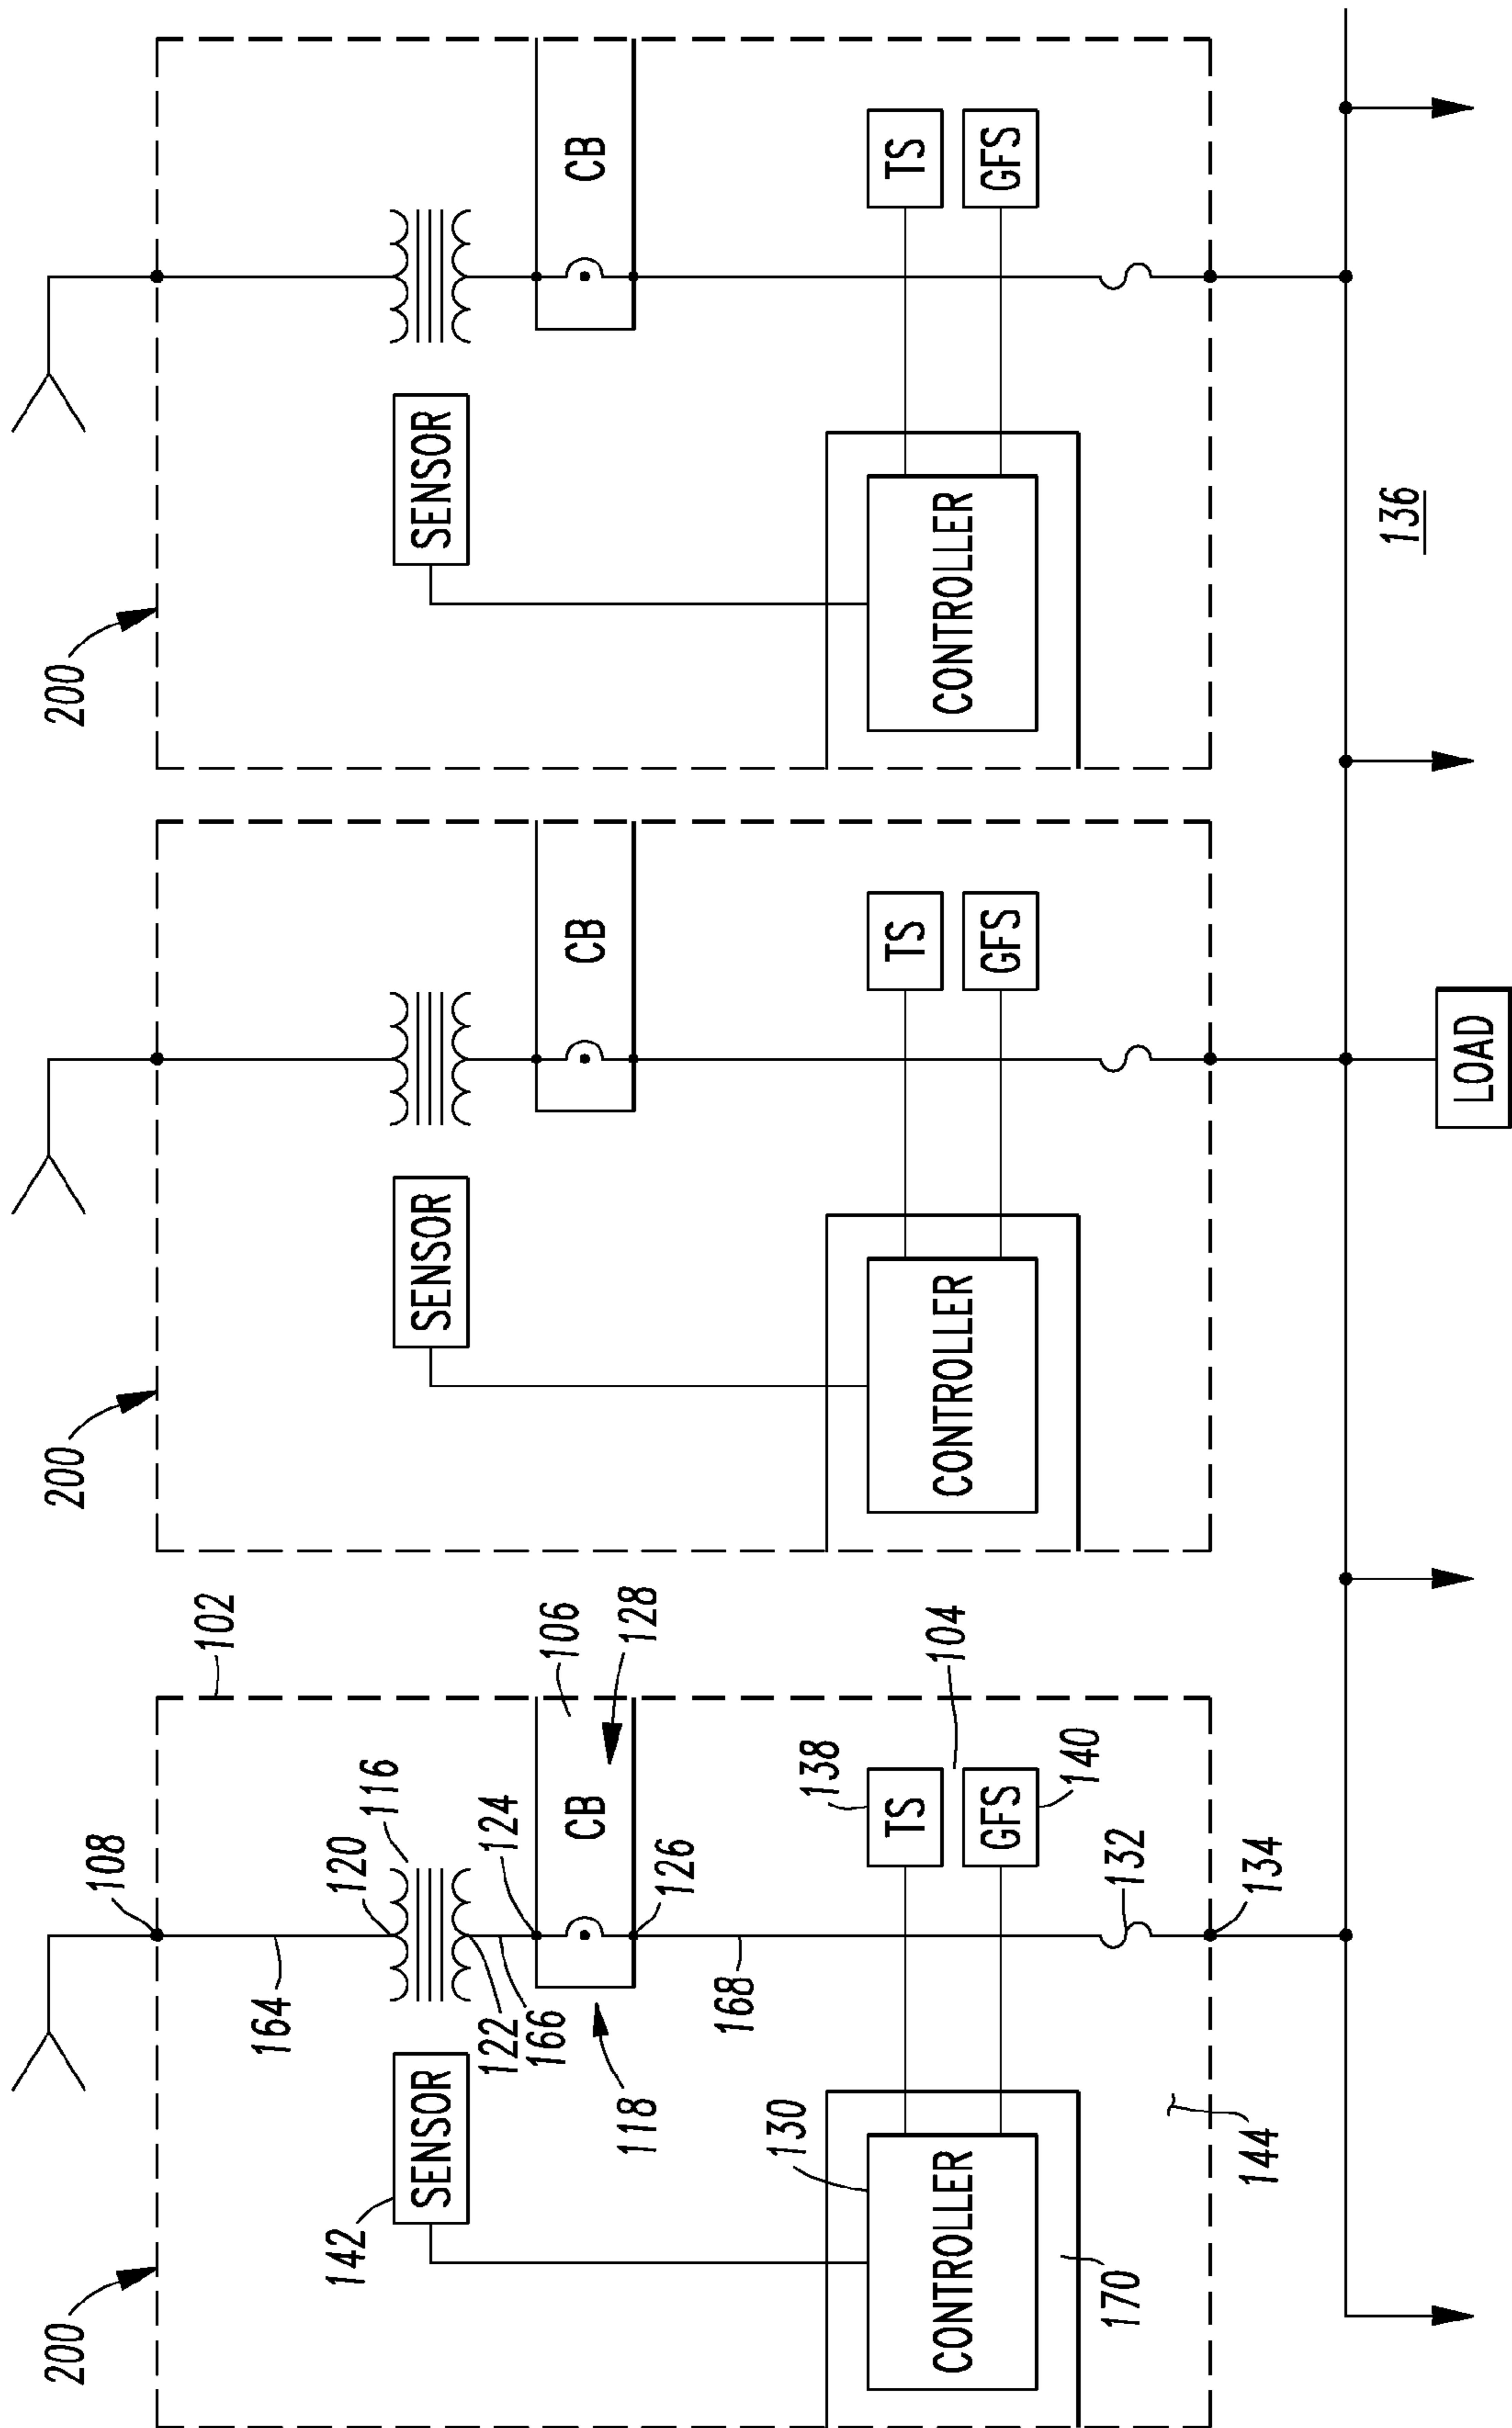 200
102
108
164
120
116
142
SENSOR
122
166
124
CB
106
128
118
126
168
130
CONTROLLER
170
138
TS
104
GFS
140
132
134
144
200
SENSOR
CB
CONTROLLER
TS
GFS
200
SENSOR
CB
CONTROLLER
TS
GFS
LOAD
136